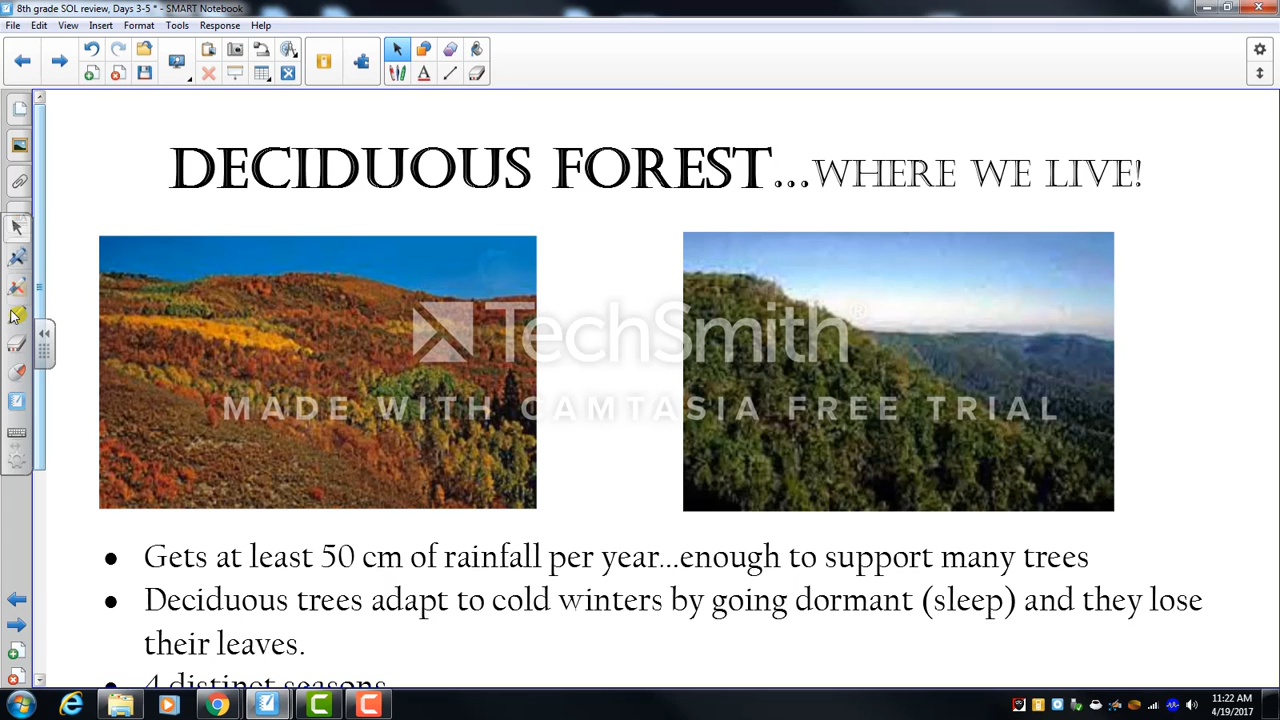 8th grade SOL review, Days 3-5 * - SMART Notebook
File Edit View Insert Format Tools Response Help
DECIDUOUS FOREST...WHERE WE LIVE!
TechSmith®
MADE WITH CAMTASIA FREE TRIAL
• Gets at least 50 cm of rainfall per year...enough to support many trees
• Deciduous trees adapt to cold winters by going dormant (sleep) and they lose
their leaves.
• 4 distinct seasons
11:22 AM
4/19/2017